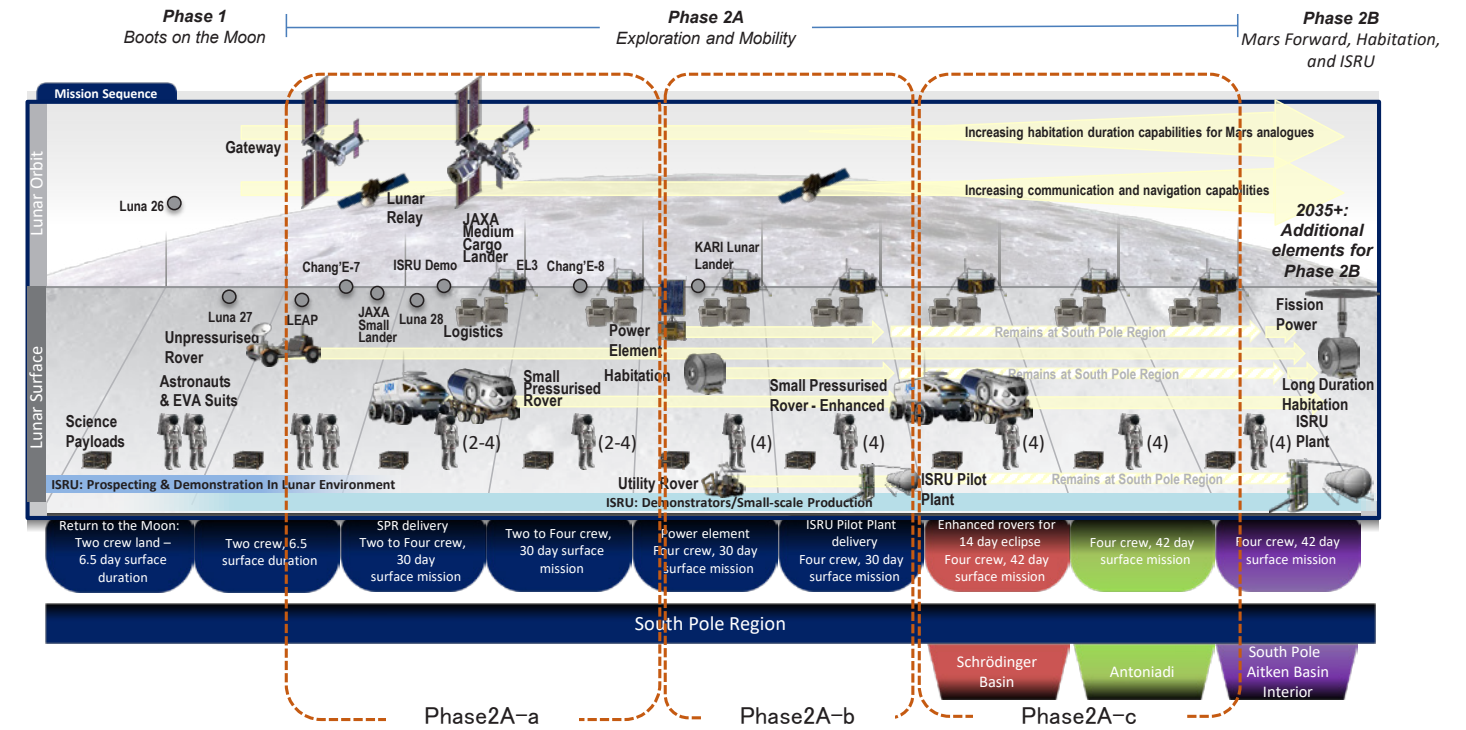 Phase 1
Boots on the Moon
Phase 2A
Exploration and Mobility
Phase 2B
Mars Forward, Habitation,
and ISRU
Mission Sequence
Lunar Orbit
Gateway
Increasing habitation duration capabilities for Mars analogues
Luna 26
Lunar
Relay
Increasing communication and navigation capabilities
2035+:
Additional
elements for
Phase 2B
JAXA
Medium
Cargo
Lander
KARI Lunar
Lander
Chang'E-7
ISRU Demo
EL3
Chang'E-8
Lunar Surface
Luna 27
LEAP
JAXA
Small
Lander
Luna 28
Logistics
Fission
Power
Unpressurised
Rover
Power
Element
Remains at South Pole Region
Astronauts
& EVA Suits
Small
Pressurised
Rover
Habitation
Small Pressurised
Rover - Enhanced
Remains at South Pole Region
Long Duration
Habitation
ISRU
Plant
Science
Payloads
(2-4)
(2-4)
(4)
(4)
(4)
(4)
(4)
Utility Rover
ISRU Pilot
Plant
Remains at South Pole Region
ISRU: Prospecting & Demonstration In Lunar Environment
ISRU: Demonstrators/Small-scale Production
Return to the Moon:
Two crew land –
6.5 day surface
duration
Two crew, 6.5
surface duration
SPR delivery
Two to Four crew,
30 day
surface mission
Two to Four crew,
30 day surface
mission
Power element
Four crew, 30 day
surface mission
ISRU Pilot Plant
delivery
Four crew, 30 day
surface mission
Enhanced rovers for
14 day eclipse
Four crew, 42 day
surface mission
Four crew, 42 day
surface mission
Four crew, 42 day
surface mission
South Pole Region
Schrödinger
Basin
Antoniadi
South Pole
Aitken Basin
Interior
Phase2A-a
Phase2A-b
Phase2A-c